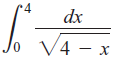 ∫₀⁴ dx / √(4 − x)